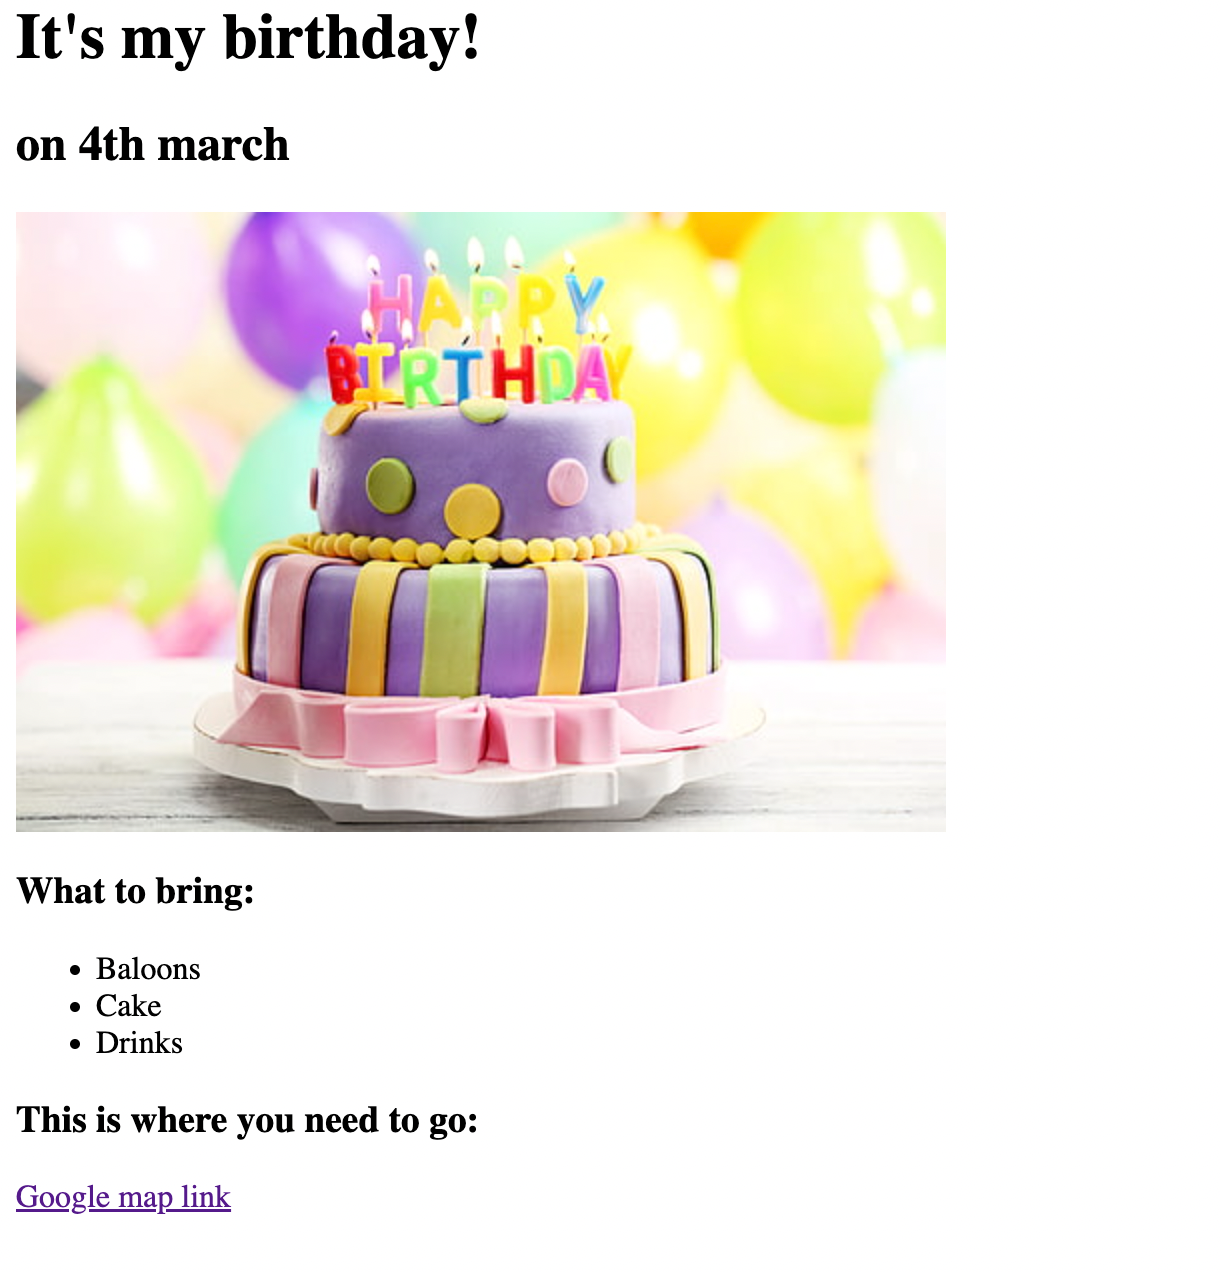 It's my birthday!
on 4th march
HAPPY
BIRTHDAY
What to bring:
Baloons
Cake
Drinks
This is where you need to go:
Google map link